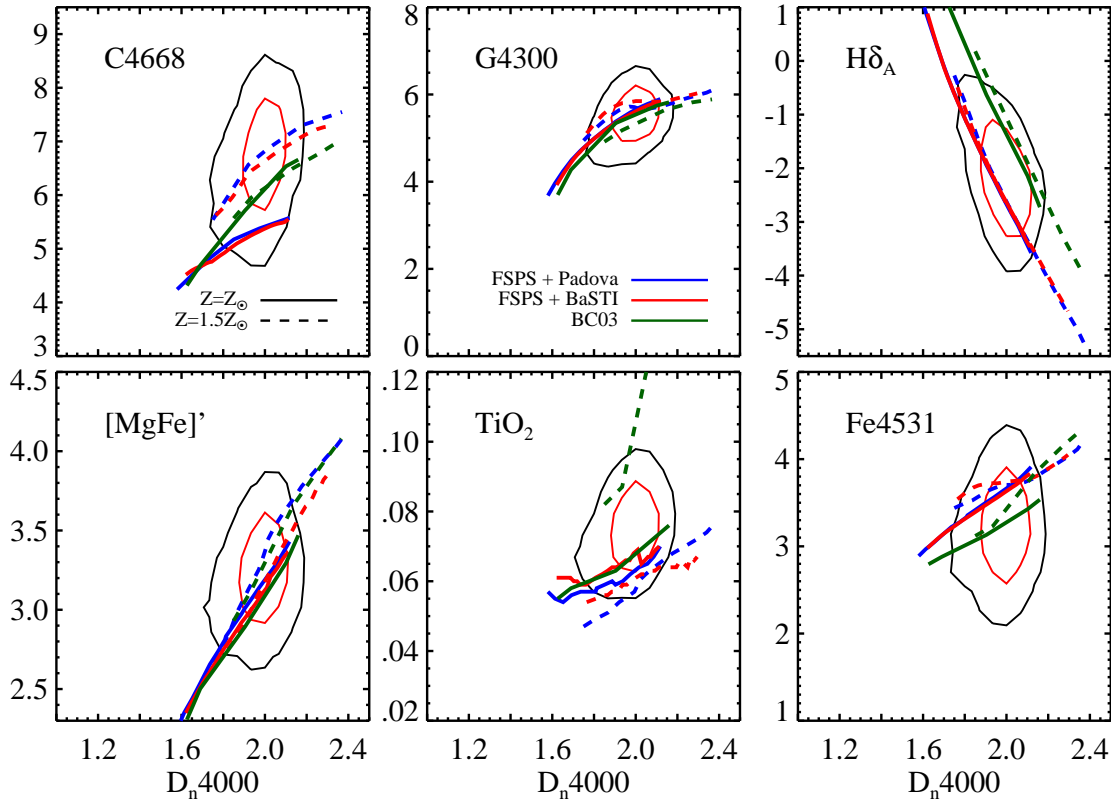 C4668
9
8
7
6
5
4
3
Z=Z☉
Z=1.5Z☉
G4300
8
6
4
2
0
FSPS + Padova
FSPS + BaSTI
BC03
Hδ_A
0
-1
-2
-3
-4
-5
[MgFe]’
4.5
4.0
3.5
3.0
2.5
1.2 1.6 2.0 2.4
D_n4000
TiO₂
.12
.10
.08
.06
.04
.02
1.2 1.6 2.0 2.4
D_n4000
Fe4531
5
4
3
2
1
1.2 1.6 2.0 2.4
D_n4000